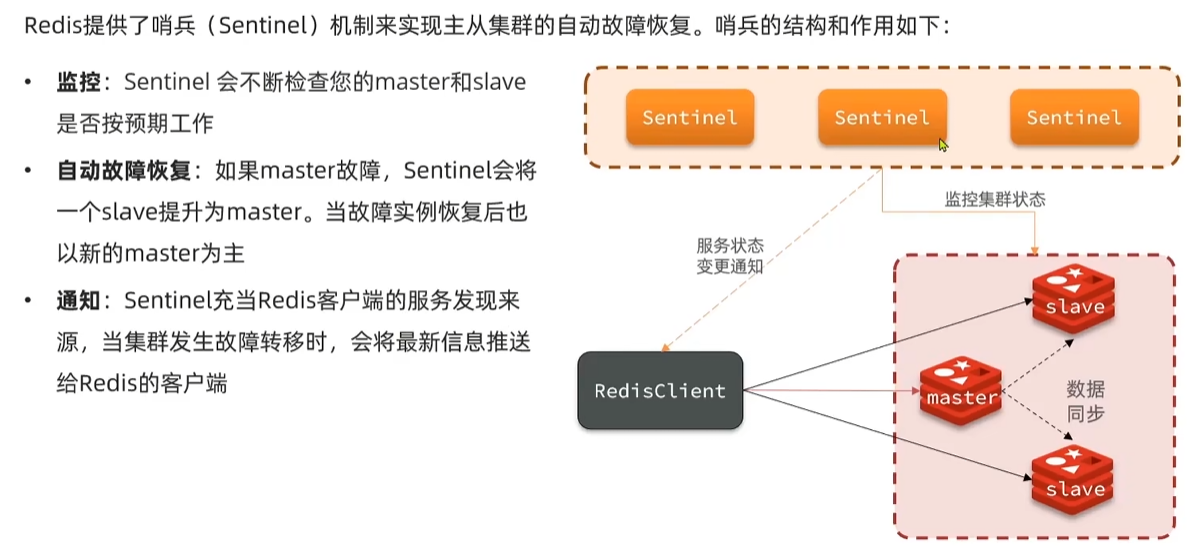 Redis提供了哨兵（Sentinel）机制来实现主从集群的自动故障恢复。哨兵的结构和作用如下：
• 监控：Sentinel 会不断检查您的master和slave
是否按预期工作
• 自动故障恢复：如果master故障，Sentinel会将
一个slave提升为master。当故障实例恢复后也
以新的master为主
• 通知：Sentinel充当Redis客户端的服务发现来
源，当集群发生故障转移时，会将最新信息推送
给Redis的客户端
Sentinel
Sentinel
Sentinel
监控集群状态
服务状态
变更通知
slave
RedisClient
master
数据
同步
slave